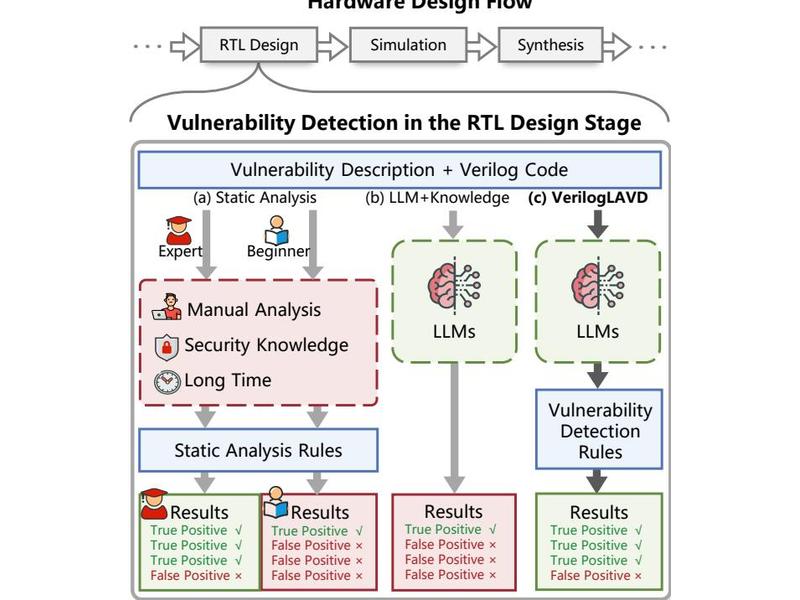 Hardware Design Flow
RTL Design
Simulation
Synthesis
Vulnerability Detection in the RTL Design Stage
Vulnerability Description + Verilog Code
(a) Static Analysis
(b) LLM+Knowledge
(c) VerilogLAVD
Expert
Beginner
Manual Analysis
Security Knowledge
Long Time
LLMs
LLMs
Static Analysis Rules
Vulnerability
Detection
Rules
Results
True Positive √
True Positive √
True Positive √
False Positive ×
Results
True Positive √
False Positive ×
False Positive ×
False Positive ×
Results
True Positive √
False Positive ×
False Positive ×
False Positive ×
Results
True Positive √
True Positive √
True Positive √
False Positive ×